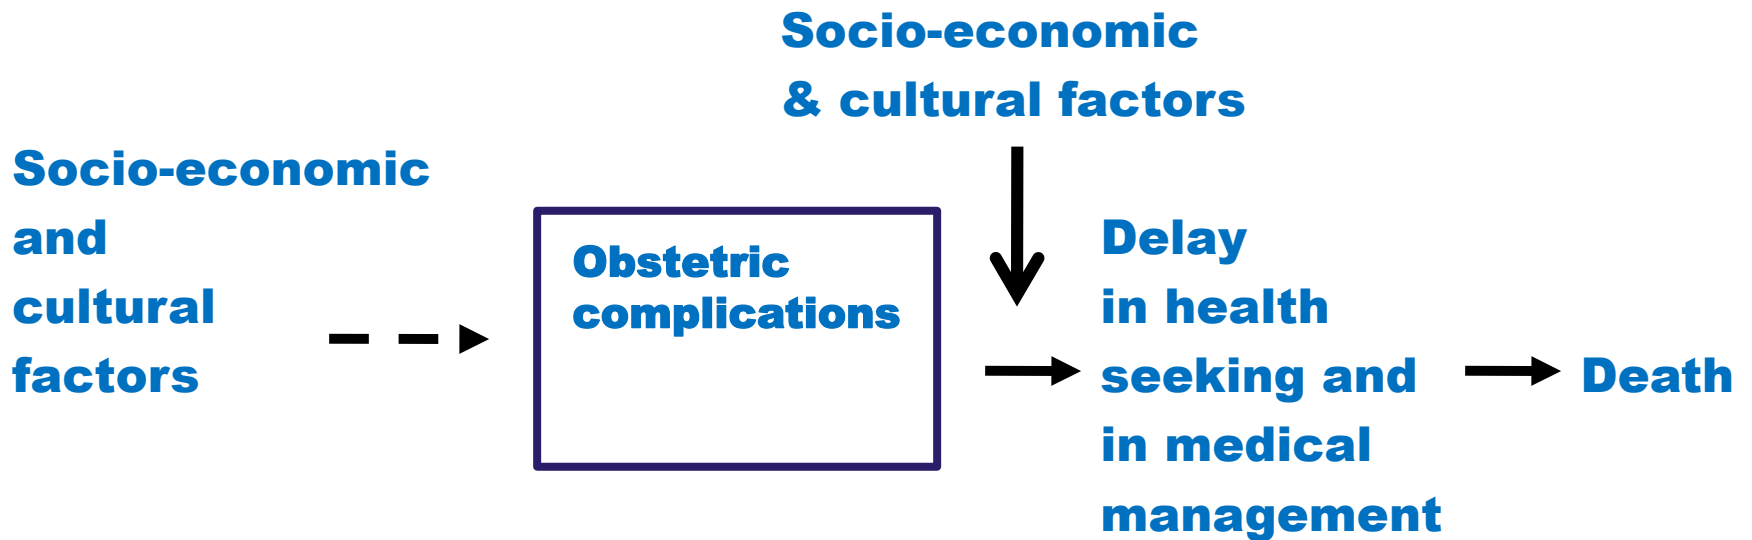 Socio-economic
& cultural factors
Socio-economic
and
cultural
factors
Obstetric
complications
Delay
in health
seeking and
in medical
management
Death